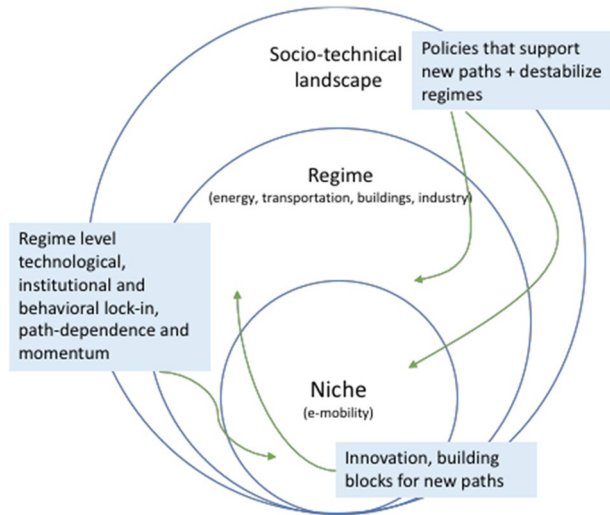 Socio-technical
landscape
Policies that support
new paths + destabilize
regimes
Regime
(energy, transportation, buildings, industry)
Regime level
technological,
institutional and
behavioral lock-in,
path-dependence and
momentum
Niche
(e-mobility)
Innovation, building
blocks for new paths